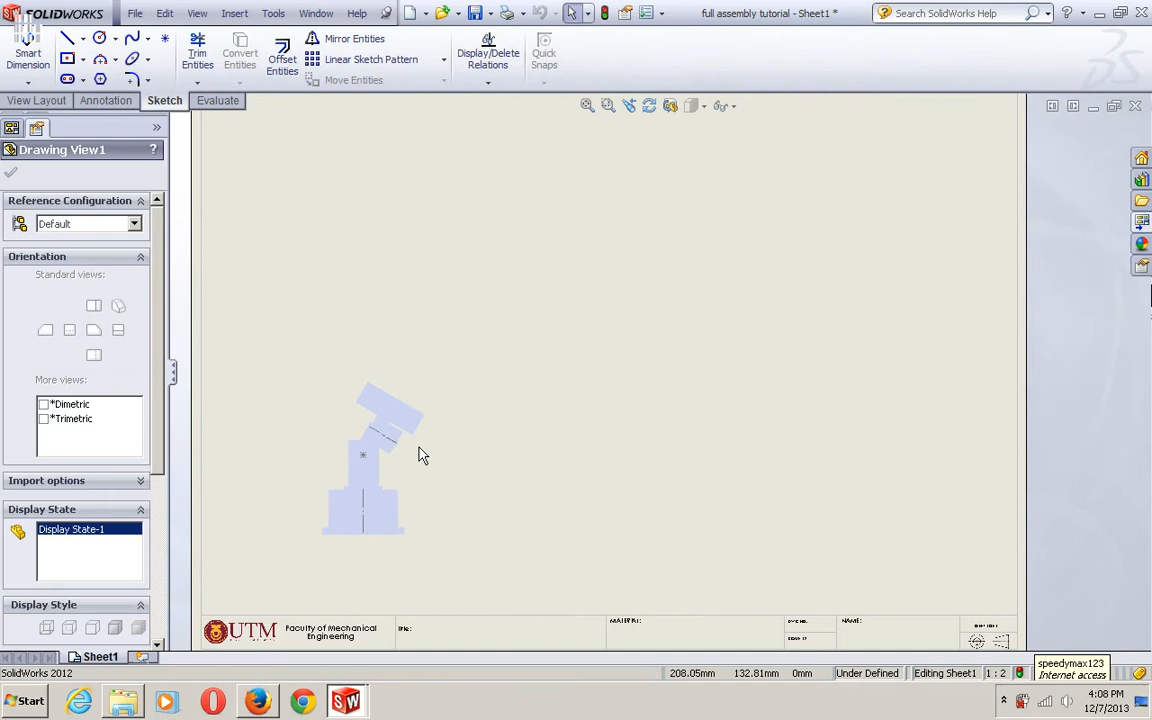 SOLIDWORKS File Edit View Insert Tools Window Help full assembly tutorial - Sheet1 * Search SolidWorks Help
Smart Dimension
Trim Entities
Convert Entities
Offset Entities
Mirror Entities
Linear Sketch Pattern
Move Entities
Display/Delete Relations
Quick Snaps
View Layout Annotation Sketch Evaluate
Drawing View1 ?
Reference Configuration
Default
Orientation
Standard views:
More views:
*Dimetric
*Trimetric
Import options
Display State
Display State-1
Display Style
UTM Faculty of Mechanical Engineering
NAME:
Sheet1
SolidWorks 2012 208.05mm 132.81mm 0mm Under Defined Editing Sheet1 1 : 2
speedymax123
Internet access
Start
4:08 PM
12/7/2013